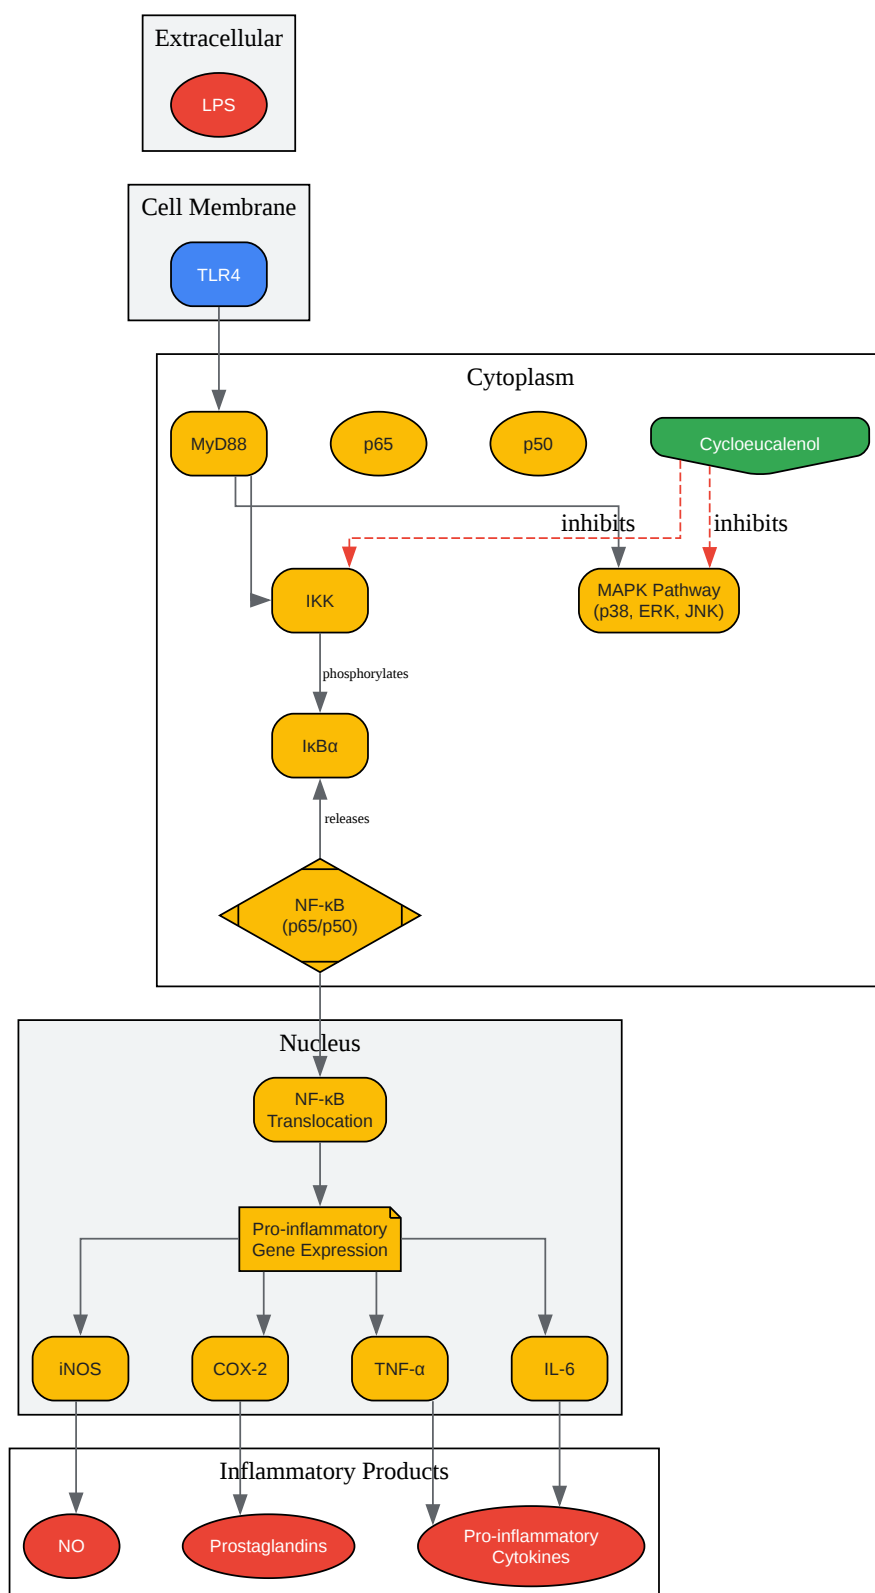 Extracellular
LPS
Cell Membrane
TLR4
Cytoplasm
MyD88
p65
p50
Cycloeucalenol
inhibits
inhibits
IKK
MAPK Pathway
(p38, ERK, JNK)
phosphorylates
IκBα
releases
NF-κB
(p65/p50)
Nucleus
NF-κB
Translocation
Pro-inflammatory
Gene Expression
iNOS
COX-2
TNF-α
IL-6
Inflammatory Products
NO
Prostaglandins
Pro-inflammatory
Cytokines